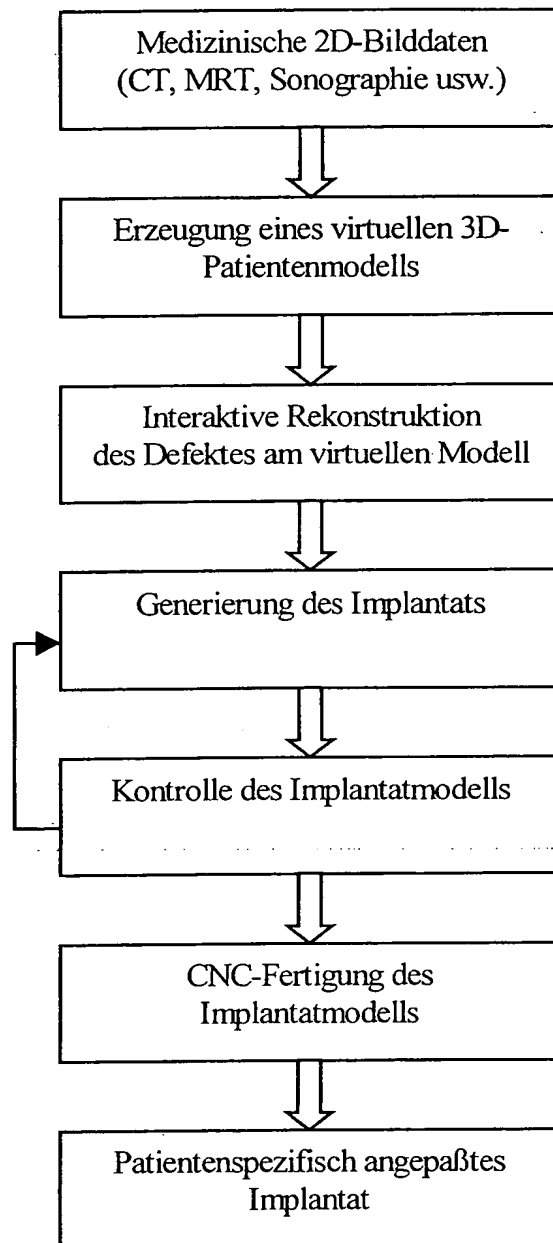 Medizinische 2D-Bilddaten
(CT, MRT, Sonographie usw.)
Erzeugung eines virtuellen 3D-
Patientenmodells
Interaktive Rekonstruktion
des Defektes am virtuellen Modell
Generierung des Implantats
Kontrolle des Implantatmodells
CNC-Fertigung des
Implantatmodells
Patientenspezifisch angepaßtes
Implantat